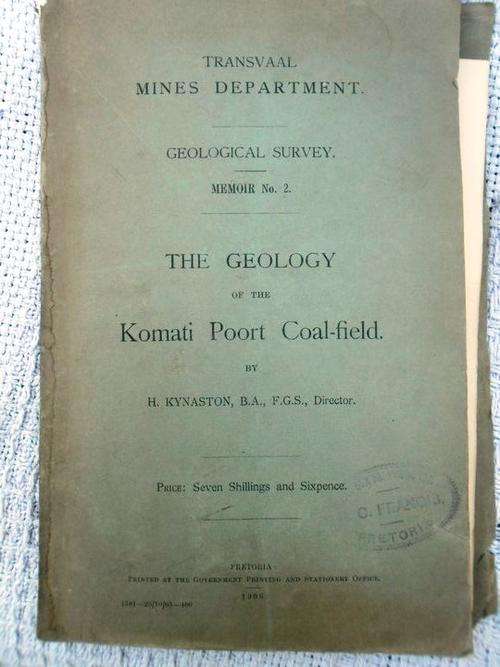 TRANSVAAL
MINES DEPARTMENT.
GEOLOGICAL SURVEY.
MEMOIR No. 2.
THE GEOLOGY
OF THE
Komati Poort Coal-field.
BY
H. KYNASTON, B.A., F.G.S., Director.
PRICE: Seven Shillings and Sixpence.
PRETORIA
PRINTED AT THE GOVERNMENT PRINTING AND STATIONERY OFFICE.
1906